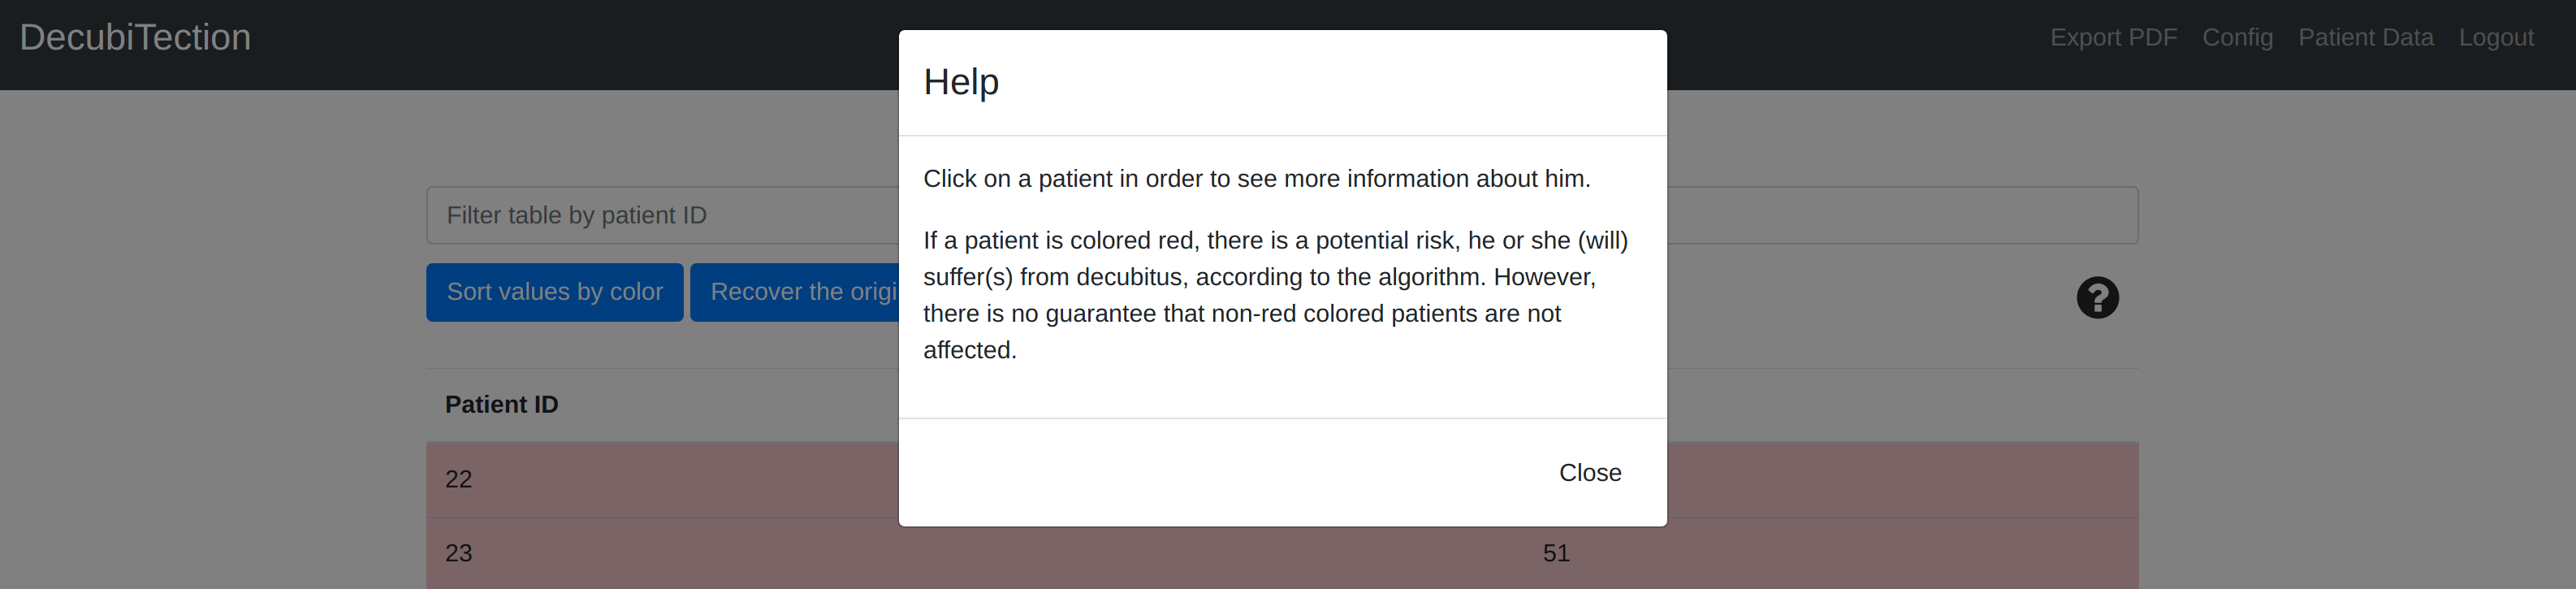 DecubiTection
Export PDF Config Patient Data Logout
Help
Click on a patient in order to see more information about him.
If a patient is colored red, there is a potential risk, he or she (will)
suffer(s) from decubitus, according to the algorithm. However,
there is no guarantee that non-red colored patients are not
affected.
Close
Filter table by patient ID
Sort values by color
Recover the origi
Patient ID
22
23 51